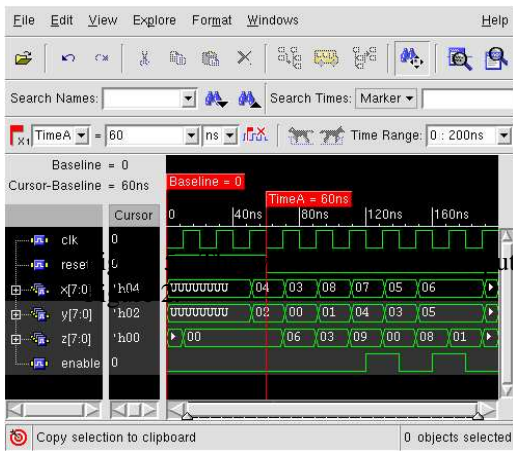 File Edit View Explore Format Windows Help
Search Names: Search Times: Marker
X1 TimeA = 60 ns Time Range: 0 : 200ns
Baseline = 0
Cursor-Baseline = 60ns
Baseline = 0
TimeA = 60ns
Cursor 0 40ns 80ns 120ns 160ns
clk 0
reset 0
x[7:0] 'h04 UUUUUUUU 04 03 08 07 05 06
y[7:0] 'h02 UUUUUUUU 02 00 01 04 03 05
z[7:0] 'h00 00 06 03 09 00 08 01
enable 0
Copy selection to clipboard 0 objects selected